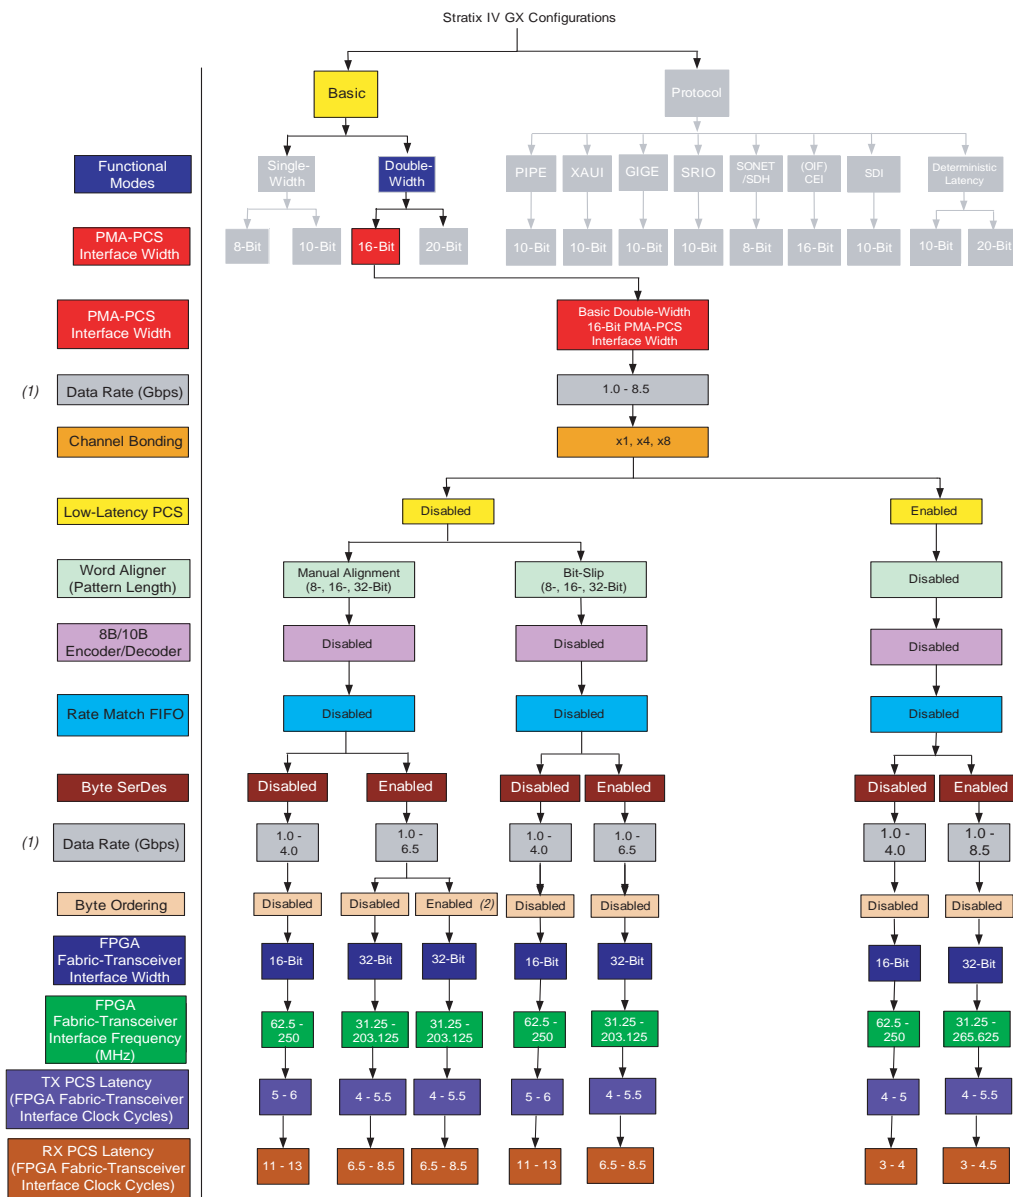 Stratix IV GX Configurations
Basic
Protocol
Functional
Modes
Single-
Width
Double-
Width
PIPE
XAUI
GIGE
SRIO
SONET
/SDH
(OIF)
CEI
SDI
Deterministic
Latency
PMA-PCS
Interface Width
8-Bit
10-Bit
16-Bit
20-Bit
10-Bit
10-Bit
10-Bit
10-Bit
8-Bit
16-Bit
10-Bit
10-Bit
20-Bit
PMA-PCS
Interface Width
Basic Double-Width
16-Bit PMA-PCS
Interface Width
(1)
Data Rate (Gbps)
1.0 - 8.5
Channel Bonding
x1, x4, x8
Low-Latency PCS
Disabled
Enabled
Word Aligner
(Pattern Length)
Manual Alignment
(8-, 16-, 32-Bit)
Bit-Slip
(8-, 16-, 32-Bit)
Disabled
8B/10B
Encoder/Decoder
Disabled
Disabled
Disabled
Rate Match FIFO
Disabled
Disabled
Disabled
Byte SerDes
Disabled
Enabled
Disabled
Enabled
Disabled
Enabled
(1)
Data Rate (Gbps)
1.0 -
4.0
1.0 -
6.5
1.0 -
4.0
1.0 -
6.5
1.0 -
4.0
1.0 -
8.5
Byte Ordering
Disabled
Disabled
Enabled (2)
Disabled
Disabled
Disabled
Disabled
FPGA
Fabric-Transceiver
Interface Width
16-Bit
32-Bit
32-Bit
16-Bit
32-Bit
16-Bit
32-Bit
FPGA
Fabric-Transceiver
Interface Frequency
(MHz)
62.5 -
250
31.25 -
203.125
31.25 -
203.125
62.5 -
250
31.25 -
203.125
62.5 -
250
31.25 -
265.625
TX PCS Latency
(FPGA Fabric-Transceiver
Interface Clock Cycles)
5 - 6
4 - 5.5
4 - 5.5
5 - 6
4 - 5.5
4 - 5
4 - 5.5
RX PCS Latency
(FPGA Fabric-Transceiver
Interface Clock Cycles)
11 - 13
6.5 - 8.5
6.5 - 8.5
11 - 13
6.5 - 8.5
3 - 4
3 - 4.5